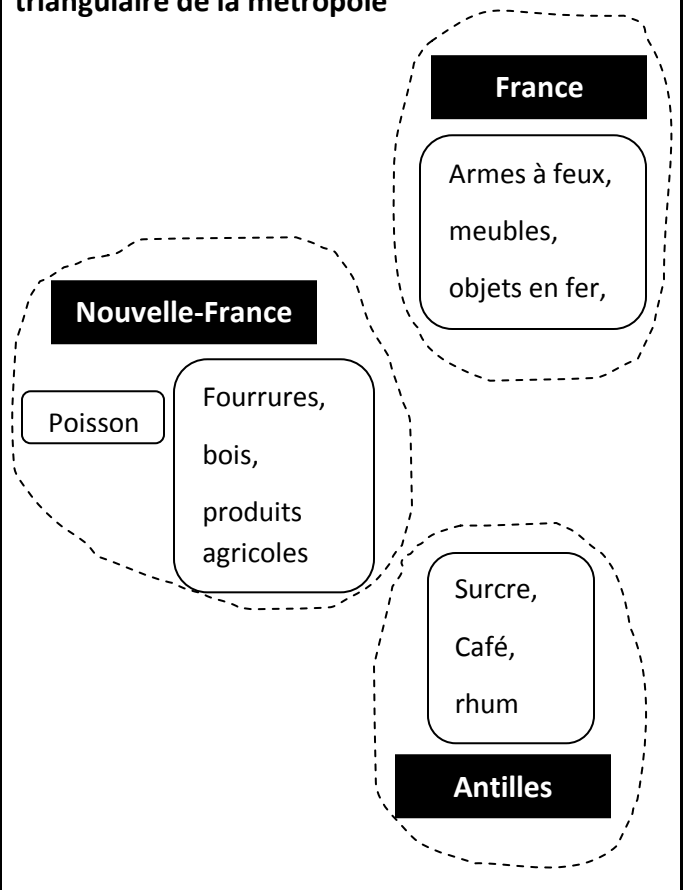 triangulaire de la métropole
France
Armes à feux,
meubles,
objets en fer,
Nouvelle-France
Poisson
Fourrures,
bois,
produits
agricoles
Surcre,
Café,
rhum
Antilles